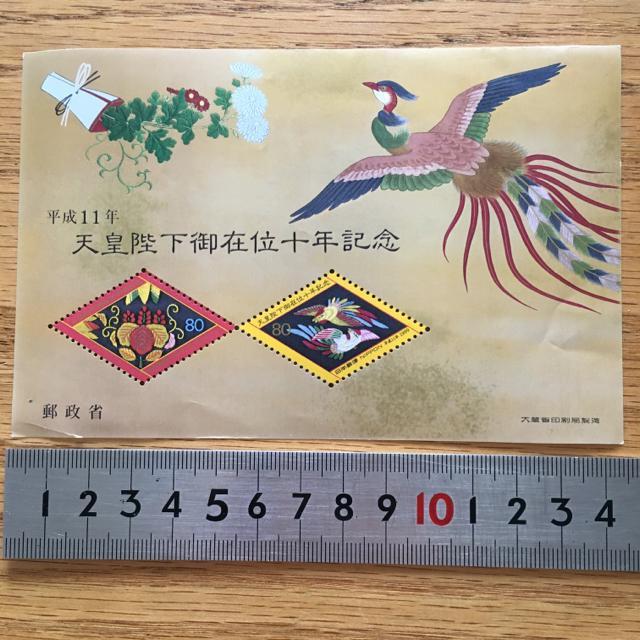 平成11年
天皇陛下御在位十年記念
80
天皇陛下御在位十年記念
80
日本郵便 NIPPON
郵政省
大蔵省印刷局製造
1 2 3 4 5 6 7 8 9 10 1 2 3 4